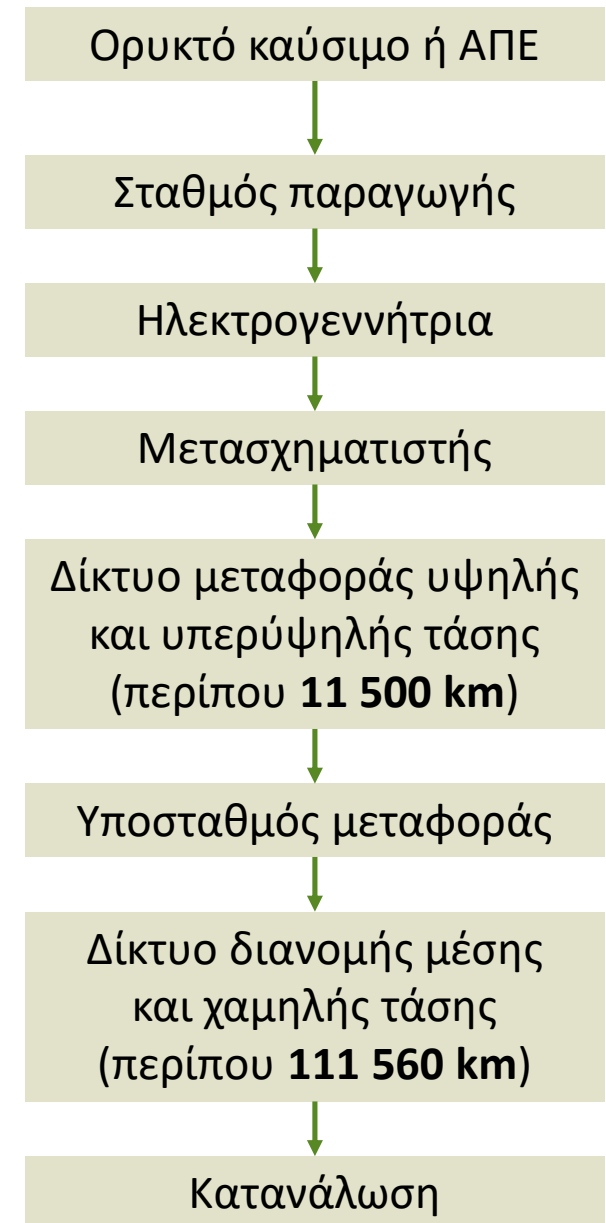 Ορυκτό καύσιμο ή ΑΠΕ
Σταθμός παραγωγής
Ηλεκτρογεννήτρια
Μετασχηματιστής
Δίκτυο μεταφοράς υψηλής
και υπερύψηλής τάσης
(περίπου 11 500 km)
Υποσταθμός μεταφοράς
Δίκτυο διανομής μέσης
και χαμηλής τάσης
(περίπου 111 560 km)
Κατανάλωση